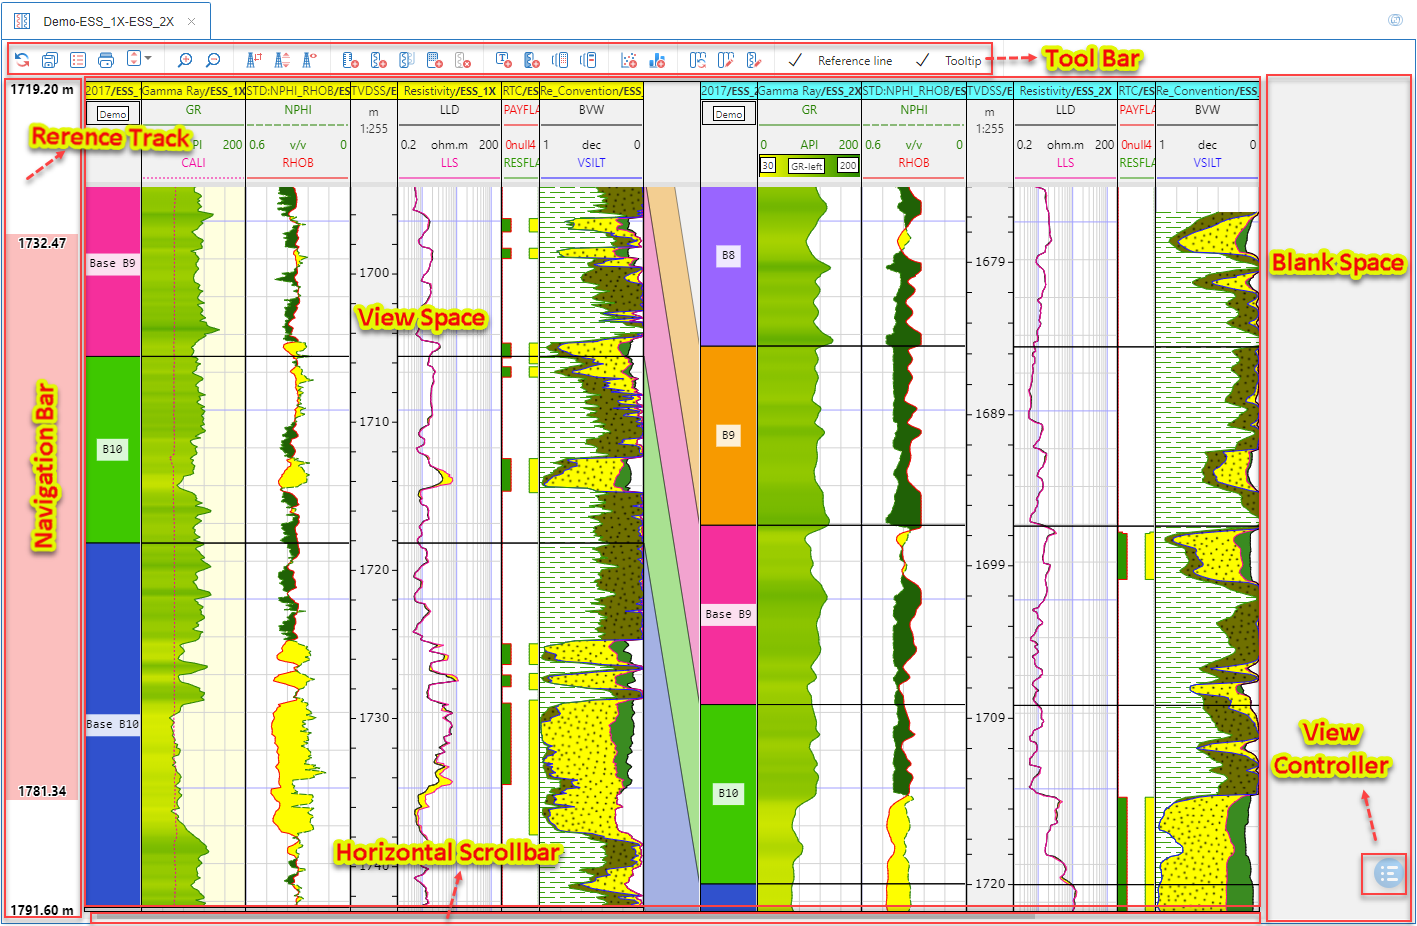 Demo-ESS_1X-ESS_2X ×
Reference line
Tooltip
Tool Bar
1719.20 m
2017/ESS_1
Gamma Ray/ESS_1X
STD:NPHI_RHOB/ES
TVDSS/E
Resistivity/ESS_1X
RTC/ES
Re_Convention/ESS_
2017/ESS_2
Gamma Ray/ESS_2X
STD:NPHI_RHOB/ES
TVDSS/E
Resistivity/ESS_2X
RTC/ES
Re_Convention/ESS_
Demo
GR
NPHI
m
LLD
PAYFLA
BVW
Demo
GR
NPHI
m
LLD
PAYFLA
BVW
1:255
1:255
Rerence Track
PI 200
0.6 v/v 0
0.2 ohm.m 200
0null4
1 dec 0
0 API 200
0.6 v/v 0
0.2 ohm.m 200
0null4
1 dec 0
CALI
RHOB
LLS
RESFLA
VSILT
30 GR-left 200
RHOB
LLS
RESFLA
VSILT
1732.47
Base B9
1700
View Space
B8
1679
Blank Space
Navigation Bar
B10
1710
B9
1689
1720
1699
Base B9
Base B10
1730
1709
View
Controller
1781.34
B10
Horizontal Scrollbar
1740
1720
1791.60 m